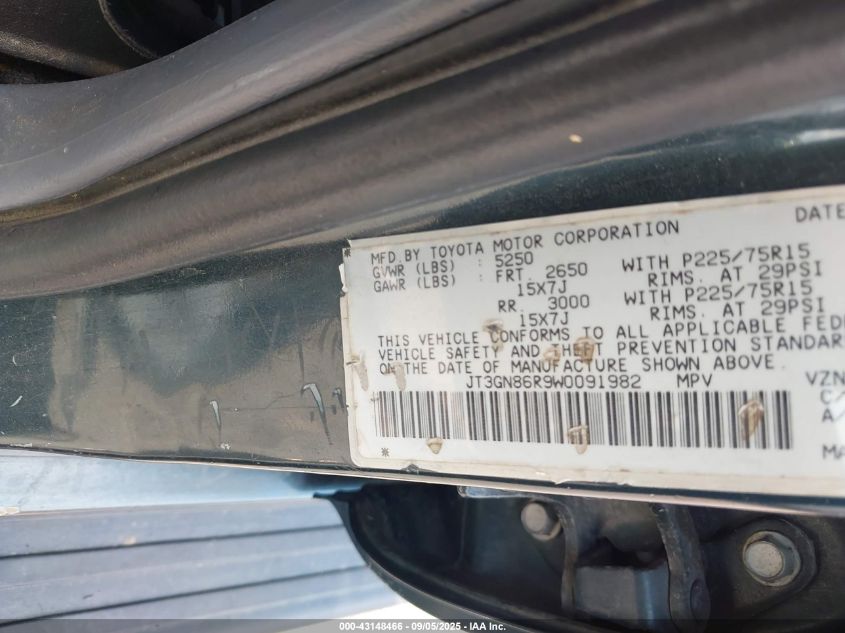 DATE
MFD.BY TOYOTA MOTOR CORPORATION
GVWR (LBS) : 5250
GAWR (LBS) : FRT. 2650 WITH P225/75R15
15X7J RIMS. AT 29PSI
RR. 3000 WITH P225/75R15
15X7J RIMS. AT 29PSI
THIS VEHICLE CONFORMS TO ALL APPLICABLE FEDE
VEHICLE SAFETY AND THEFT PREVENTION STANDAR
ON THE DATE OF MANUFACTURE SHOWN ABOVE.
JT3GN86R9W0091982 MPV VZN
C/
A/
MA
000-43148466 - 09/05/2025 - IAA, Inc.